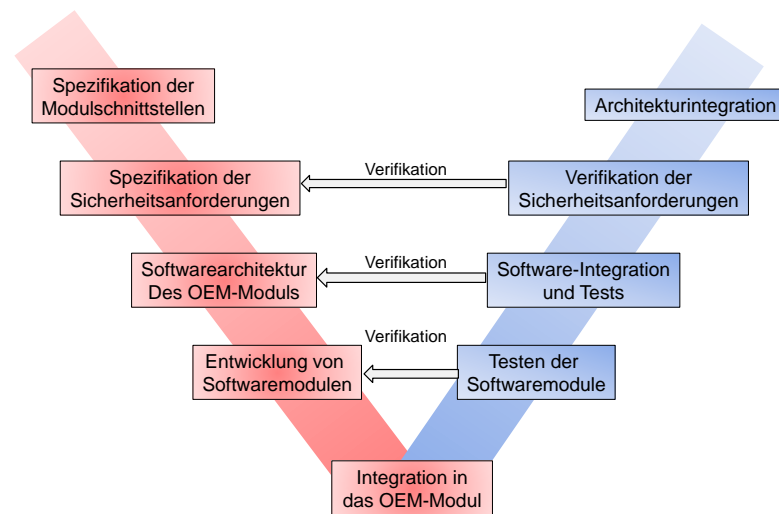 Spezifikation der
Modulschnittstellen
Architekturintegration
Spezifikation der
Sicherheitsanforderungen
Verifikation
Verifikation der
Sicherheitsanforderungen
Softwarearchitektur
Des OEM-Moduls
Verifikation
Software-Integration
und Tests
Entwicklung von
Softwaremodulen
Verifikation
Testen der
Softwaremodule
Integration in
das OEM-Modul